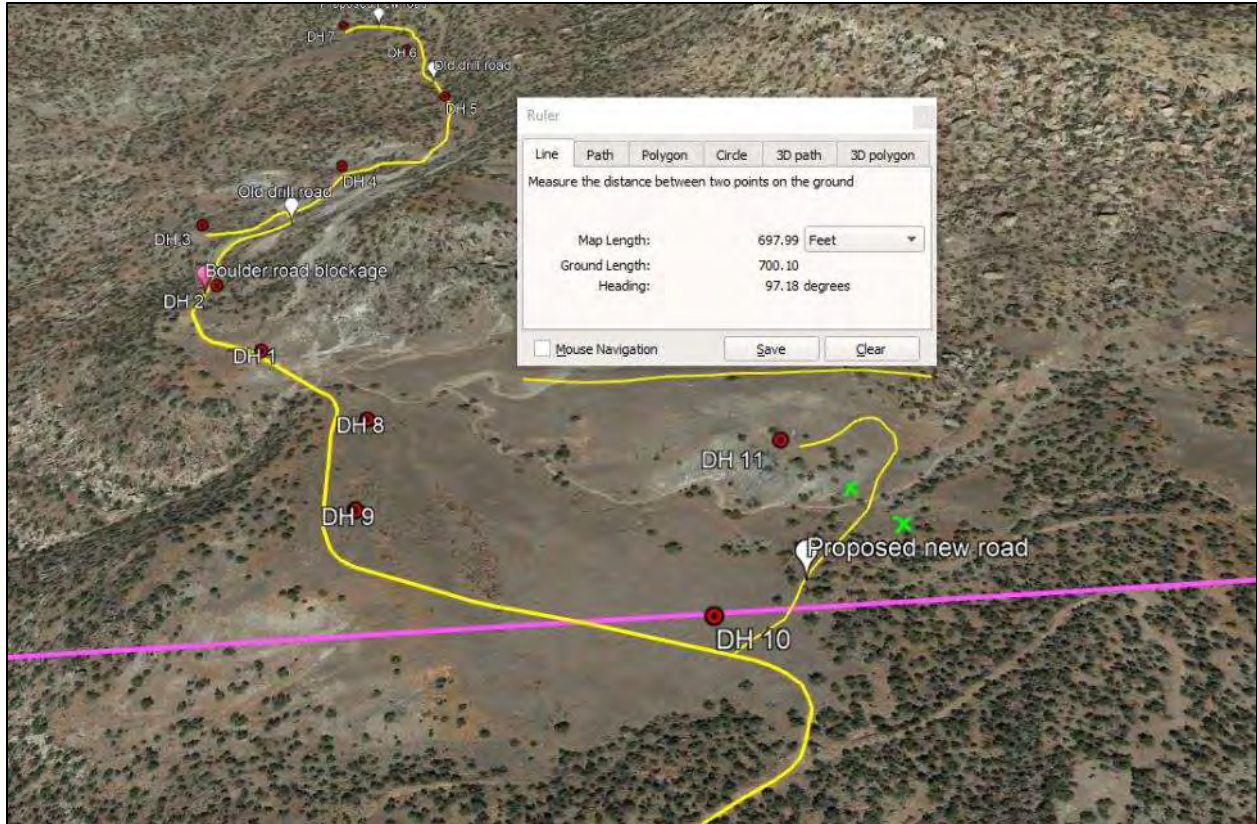 Proposed new road
DH 7
DH 6
Old drill road
DH 5
DH 4
Old drill road
DH 3
Boulder road blockage
DH 2
DH 1
DH 8
DH 9
DH 11
Proposed new road
DH 10
Ruler
Line Path Polygon Circle 3D path 3D polygon
Measure the distance between two points on the ground
Map Length: 697.99 Feet
Ground Length: 700.10
Heading: 97.18 degrees
Mouse Navigation Save Clear